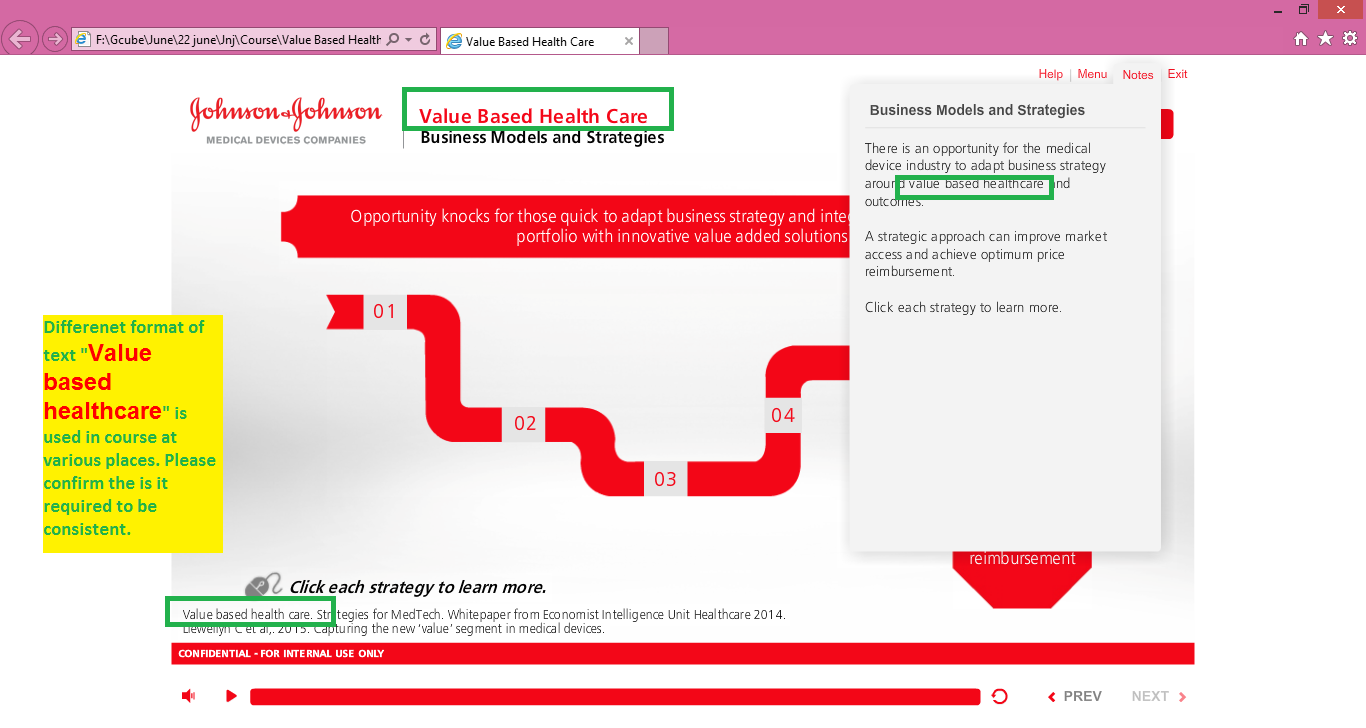 F:\Gcube\June\22 june\Jnj\Course\Value Based Health
Value Based Health Care
Help | Menu Notes Exit
Johnson & Johnson
MEDICAL DEVICES COMPANIES
Value Based Health Care
Business Models and Strategies
Business Models and Strategies
There is an opportunity for the medical
device industry to adapt business strategy
around value based healthcare and
outcomes.
A strategic approach can improve market
access and achieve optimum price
reimbursement.
Click each strategy to learn more.
Opportunity knocks for those quick to adapt business strategy and
portfolio with innovative value added solutions
01
02
03
04
Differenet format of
text "Value
based
healthcare" is
used in course at
various places. Please
confirm the is it
required to be
consistent.
reimbursement
Click each strategy to learn more.
Value based health care. Strategies for MedTech. Whitepaper from Economist Intelligence Unit Healthcare 2014.
Llewellyn C et al,. 2015. Capturing the new 'value' segment in medical devices.
CONFIDENTIAL - FOR INTERNAL USE ONLY
PREV
NEXT